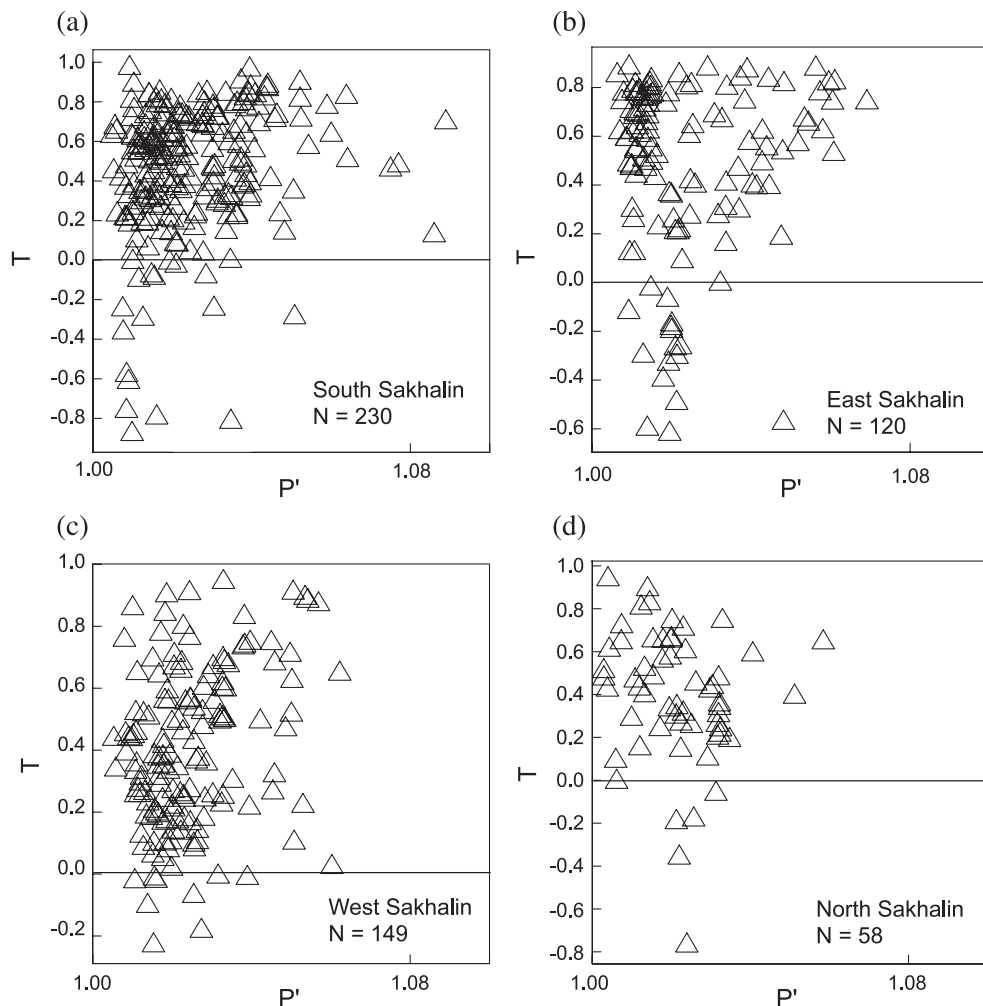 (a)
1.0
0.8
0.6
0.4
0.2
0.0
-0.2
-0.4
-0.6
-0.8
T
South Sakhalin
N = 230
1.00
1.08
P'
(b)
0.8
0.6
0.4
0.2
0.0
-0.2
-0.4
-0.6
T
East Sakhalin
N = 120
1.00
1.08
P'
(c)
1.0
0.8
0.6
0.4
0.2
0.0
-0.2
T
West Sakhalin
N = 149
1.00
1.08
P'
(d)
1.0
0.8
0.6
0.4
0.2
0.0
-0.2
-0.4
-0.6
-0.8
T
North Sakhalin
N = 58
1.00
1.08
P'